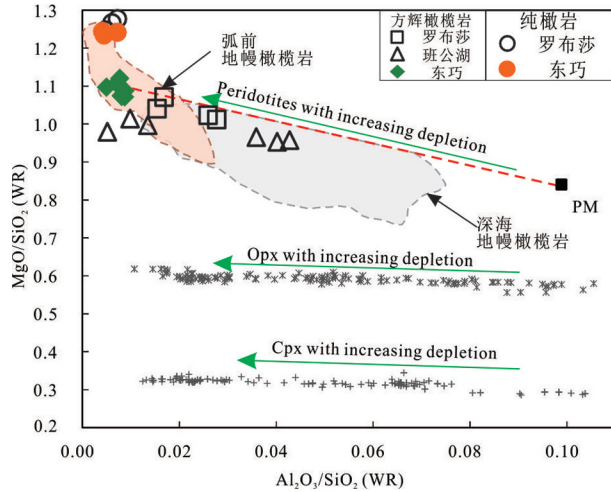 方辉橄榄岩
罗布莎
班公湖
东巧
纯橄岩
罗布莎
东巧
弧前
地幔橄榄岩
Peridotites with increasing depletion
PM
深海
地幔橄榄岩
Opx with increasing depletion
Cpx with increasing depletion
MgO/SiO₂ (WR)
1.3
1.2
1.1
1.0
0.9
0.8
0.7
0.6
0.5
0.4
0.3
0.2
0.00
0.02
0.04
0.06
0.08
0.10
Al₂O₃/SiO₂ (WR)